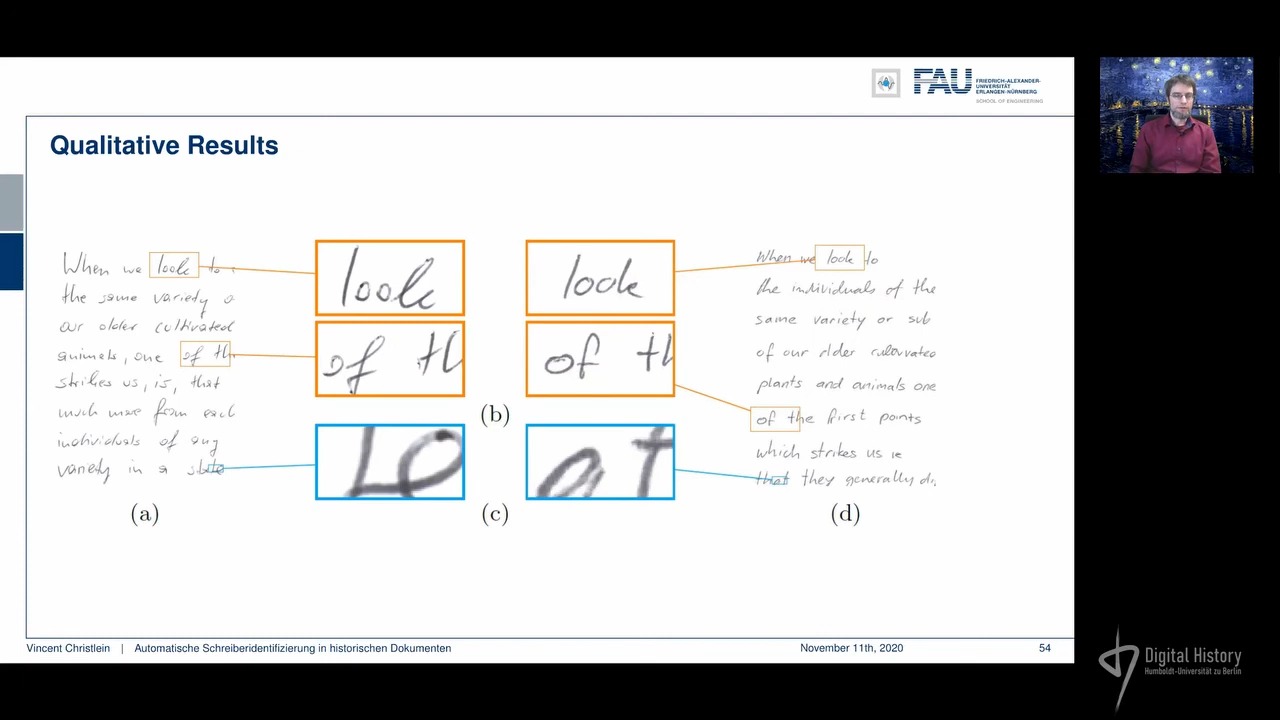 FAU
FRIEDRICH-ALEXANDER-
UNIVERSITÄT
ERLANGEN-NÜRNBERG
SCHOOL OF ENGINEERING
Qualitative Results
When we look to
the same variety o
our older cultivated
animals, one of th
strikes us, is, that
much more from each
individuals of any
variety in a state
(a)
look
of th
look
of th
(b)
(c)
When we look to
the individuals of the
same variety or sub
of our older cultivated
plants and animals one
of the first points
which strikes us is
that they generally di
(d)
Vincent Christlein | Automatische Schreiberidentifizierung in historischen Dokumenten November 11th, 2020 54
Digital History
Humboldt-Universität zu Berlin